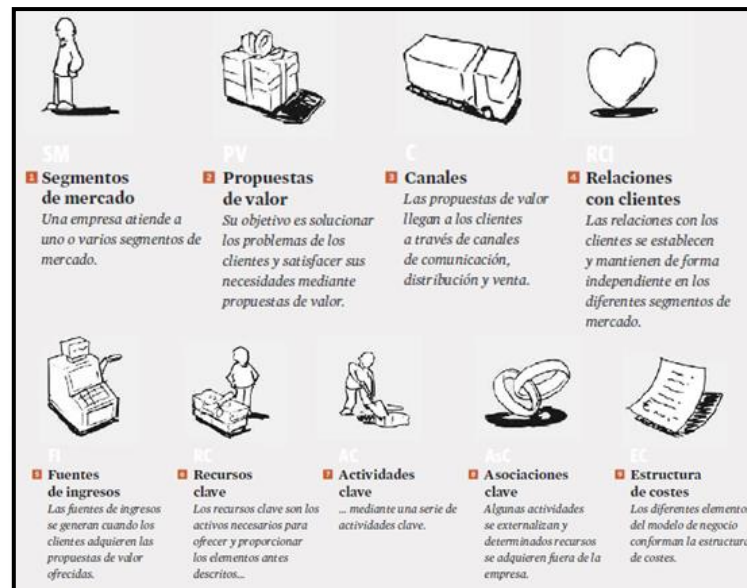 SM
1 Segmentos
de mercado
Una empresa atiende a
uno o varios segmentos de
mercado.
PV
2 Propuestas
de valor
Su objetivo es solucionar
los problemas de los
clientes y satisfacer sus
necesidades mediante
propuestas de valor.
C
3 Canales
Las propuestas de valor
llegan a los clientes
a través de canales
de comunicación,
distribución y venta.
RCl
4 Relaciones
con clientes
Las relaciones con los
clientes se establecen
y mantienen de forma
independiente en los
diferentes segmentos de
mercado.
FI
5 Fuentes
de ingresos
Las fuentes de ingresos
se generan cuando los
clientes adquieren las
propuestas de valor
ofrecidas.
RC
6 Recursos
clave
Los recursos clave son los
activos necesarios para
ofrecer y proporcionar
los elementos antes
descritos...
AC
7 Actividades
clave
... mediante una serie de
actividades clave.
AsC
8 Asociaciones
clave
Algunas actividades
se externalizan y
determinados recursos
se adquieren fuera de la
empresa.
EC
9 Estructura
de costes
Los diferentes elemento
del modelo de negocio
conforman la estructura
de costes.